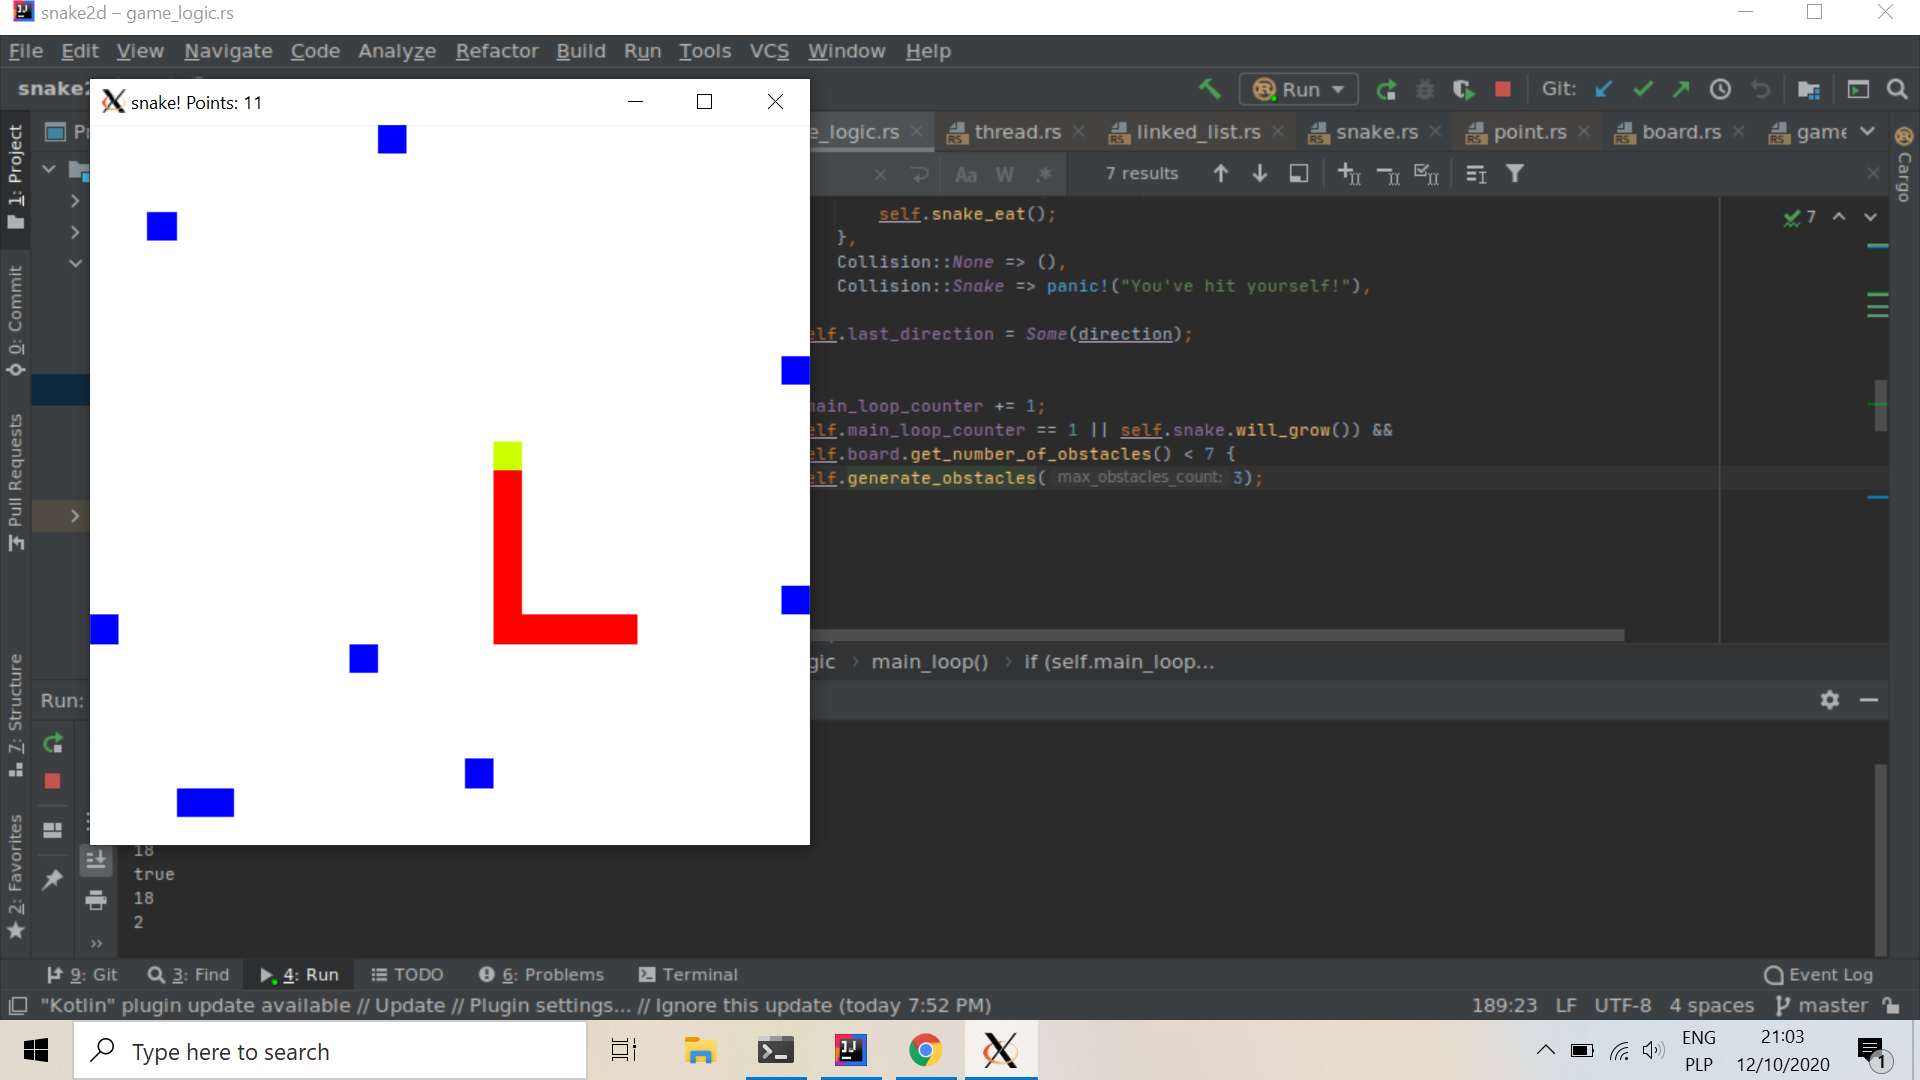 snake2d – game_logic.rs
File Edit View Navigate Code Analyze Refactor Build Run Tools VCS Window Help
snake2
Run Git:
snake! Points: 11
e_logic.rs thread.rs linked_list.rs snake.rs point.rs board.rs game
Aa W .* 7 results
self.snake_eat();
7
},
Collision::None => (),
Collision::Snake => panic!("You've hit yourself!"),
elf.last_direction = Some(direction);
main_loop_counter += 1;
elf.main_loop_counter == 1 || self.snake.will_grow()) &&
elf.board.get_number_of_obstacles() < 7 {
elf.generate_obstacles( max_obstacles_count: 3);
gic › main_loop() › if (self.main_loop...
1: Project
0: Commit
Pull Requests
7: Structure
2: Favorites
Cargo
Run:
18
true
18
2
9: Git 3: Find 4: Run TODO 6: Problems Terminal Event Log
"Kotlin" plugin update available // Update // Plugin settings... // Ignore this update (today 7:52 PM) 189:23 LF UTF-8 4 spaces master
Type here to search
ENG
PLP
21:03
12/10/2020
1